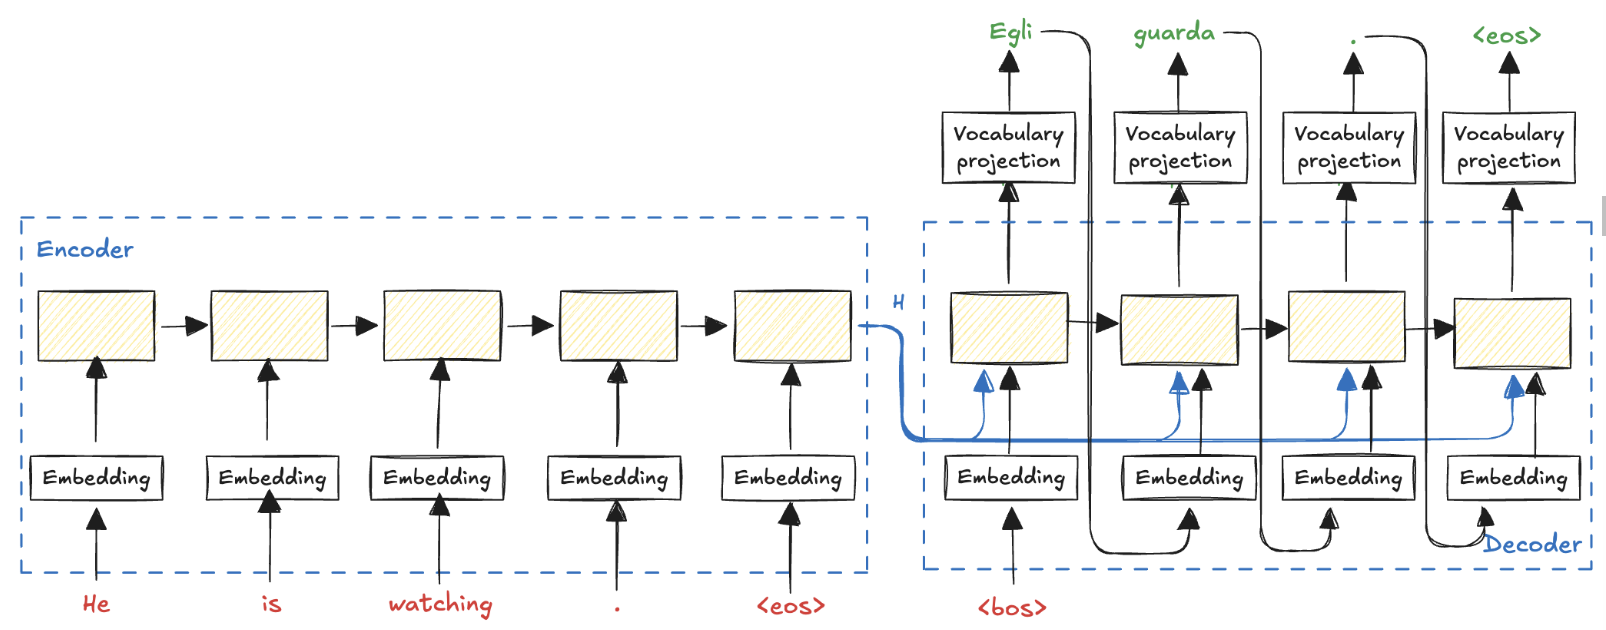 Egli
guarda
.
<eos>
Vocabulary
projection
Vocabulary
projection
Vocabulary
projection
Vocabulary
projection
Encoder
H
Embedding
Embedding
Embedding
Embedding
Embedding
Embedding
Embedding
Embedding
Embedding
Decoder
He
is
watching
.
<eos>
<bos>